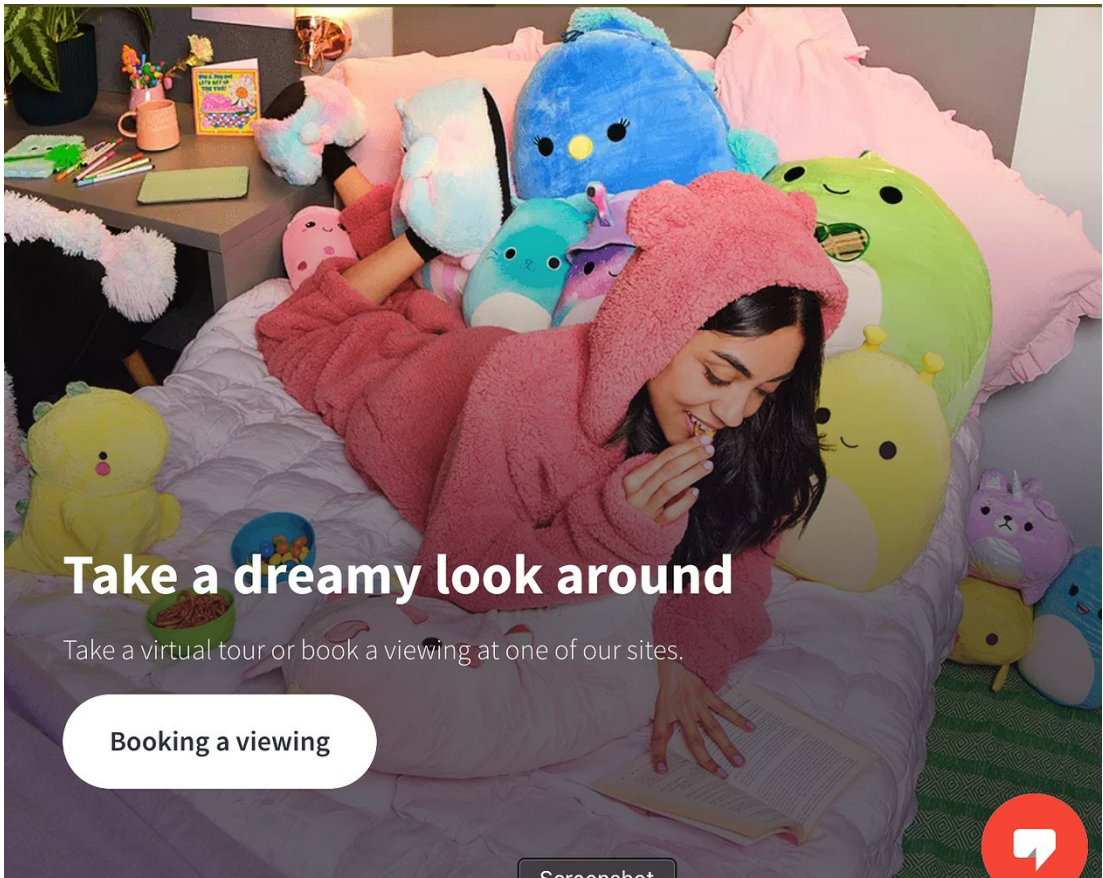 Take a dreamy look around
Take a virtual tour or book a viewing at one of our sites.
Booking a viewing
Screenshot